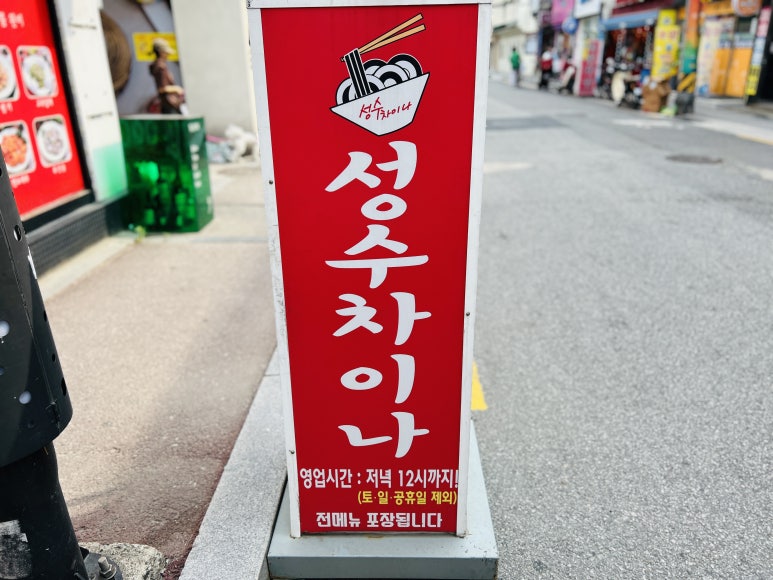 성수차이나
성수차이나
영업시간 : 저녁 12시까지!
(토·일·공휴일 제외)
전메뉴 포장됩니다